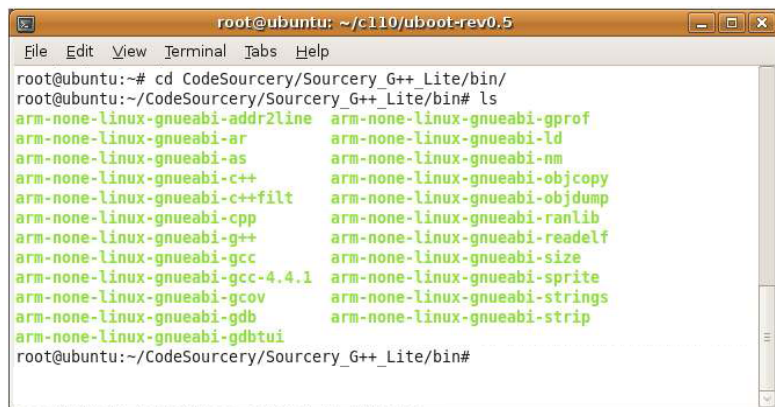 root@ubuntu: ~/c110/uboot-rev0.5
File Edit View Terminal Tabs Help
root@ubuntu:~# cd CodeSourcery/Sourcery_G++_Lite/bin/
root@ubuntu:~/CodeSourcery/Sourcery_G++_Lite/bin# ls
arm-none-linux-gnueabi-addr2line arm-none-linux-gnueabi-gprof
arm-none-linux-gnueabi-ar arm-none-linux-gnueabi-ld
arm-none-linux-gnueabi-as arm-none-linux-gnueabi-nm
arm-none-linux-gnueabi-c++ arm-none-linux-gnueabi-objcopy
arm-none-linux-gnueabi-c++filt arm-none-linux-gnueabi-objdump
arm-none-linux-gnueabi-cpp arm-none-linux-gnueabi-ranlib
arm-none-linux-gnueabi-g++ arm-none-linux-gnueabi-readelf
arm-none-linux-gnueabi-gcc arm-none-linux-gnueabi-size
arm-none-linux-gnueabi-gcc-4.4.1 arm-none-linux-gnueabi-sprite
arm-none-linux-gnueabi-gcov arm-none-linux-gnueabi-strings
arm-none-linux-gnueabi-gdb arm-none-linux-gnueabi-strip
arm-none-linux-gnueabi-gdbtui
root@ubuntu:~/CodeSourcery/Sourcery_G++_Lite/bin#